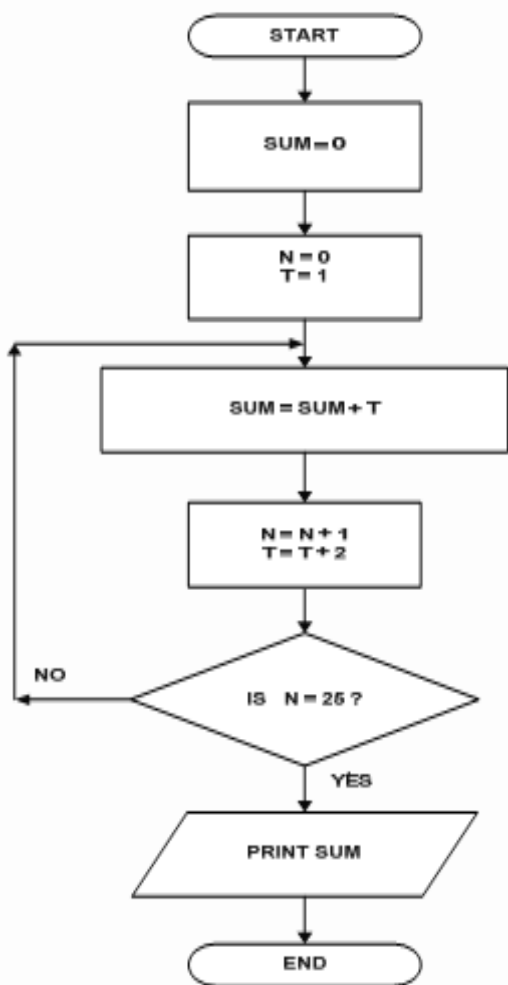 START
SUM = 0
N = 0
T = 1
SUM = SUM + T
N = N + 1
T = T + 2
NO
IS N = 25 ?
YES
PRINT SUM
END